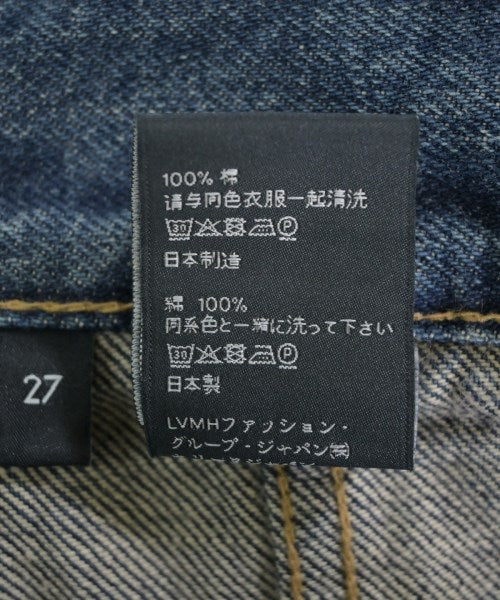 100% 棉
请与同色衣服一起清洗
30 P
日本制造
綿 100%
同系色と一緒に洗って下さい
30 P
日本製
LVMHファッション・
グループ・ジャパン㈱
27